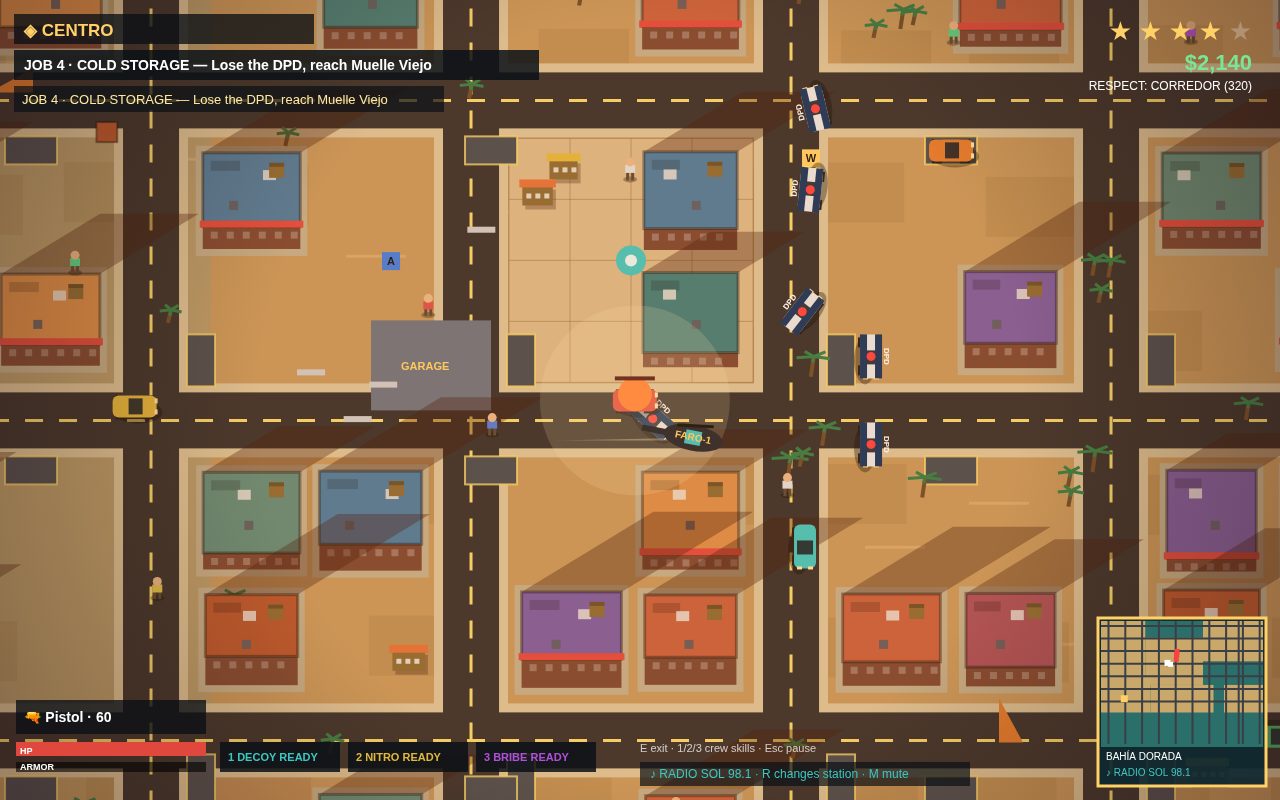 ◈ CENTRO
JOB 4 · COLD STORAGE — Lose the DPD, reach Muelle Viejo
JOB 4 · COLD STORAGE — Lose the DPD, reach Muelle Viejo
★ ★ ★ ★ ★
$2,140
RESPECT: CORREDOR (320)
DPD
W
DPD
A
DPD
DPD
GARAGE
DPD
FARO-1
DPD
🔫 Pistol · 60
HP
ARMOR
1 DECOY READY
2 NITRO READY
3 BRIBE READY
E exit · 1/2/3 crew skills · Esc pause
♪ RADIO SOL 98.1 · R changes station · M mute
BAHÍA DORADA
♪ RADIO SOL 98.1